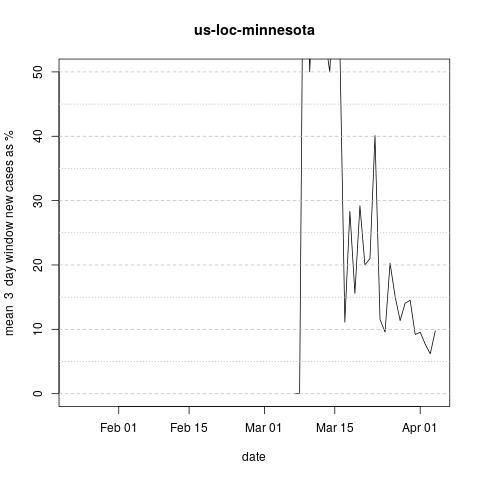 us-loc-minnesota
mean 3 day window new cases as %
50
40
30
20
10
0
Feb 01 Feb 15 Mar 01 Mar 15 Apr 01
date